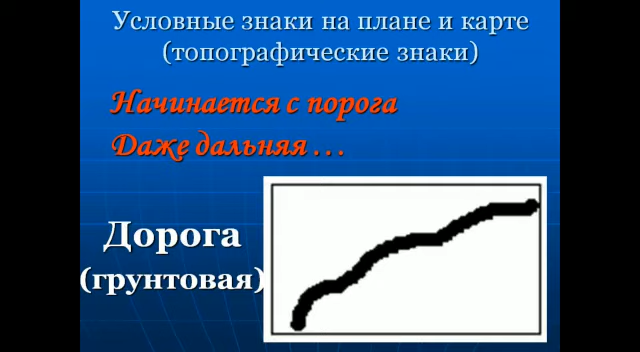 Условные знаки на плане и карте
(топографические знаки)
Начинается с порога
Даже дальняя ...
Дорога
(грунтовая)